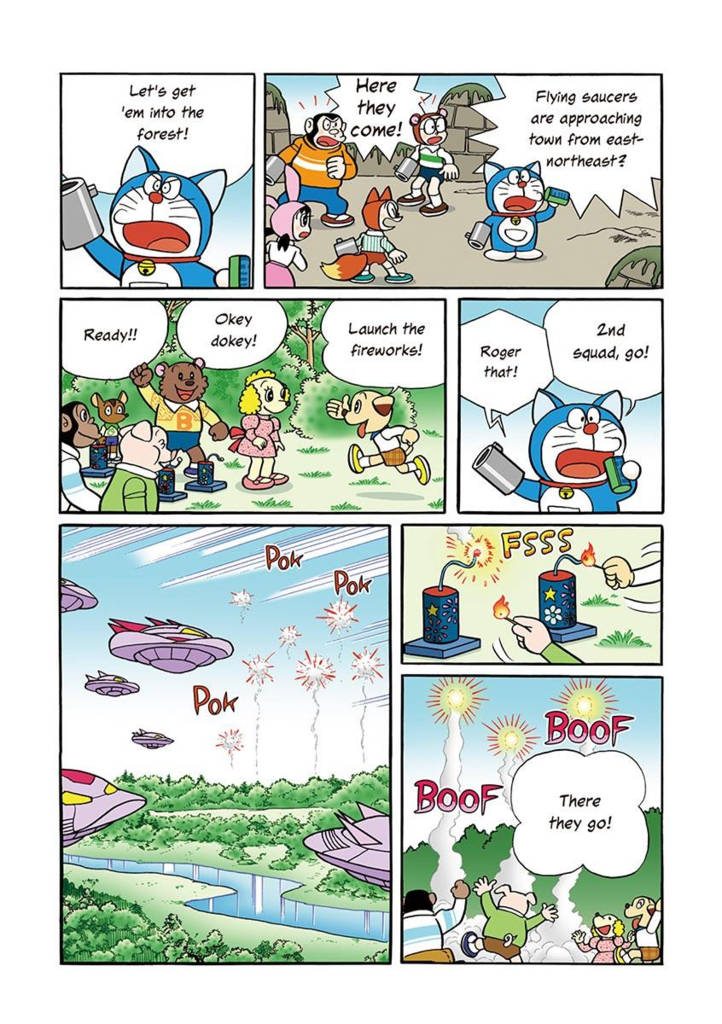 Flying saucers
are approaching
town from east-
northeast?
Here
they
come!
Let's get
'em into the
forest!
2nd
squad, go!
Roger
that!
Launch the
fireworks!
Okey
dokey!
Ready!!
B
FSSS
BOOF
BOOF
There
they go!
Pok
Pok
Pok